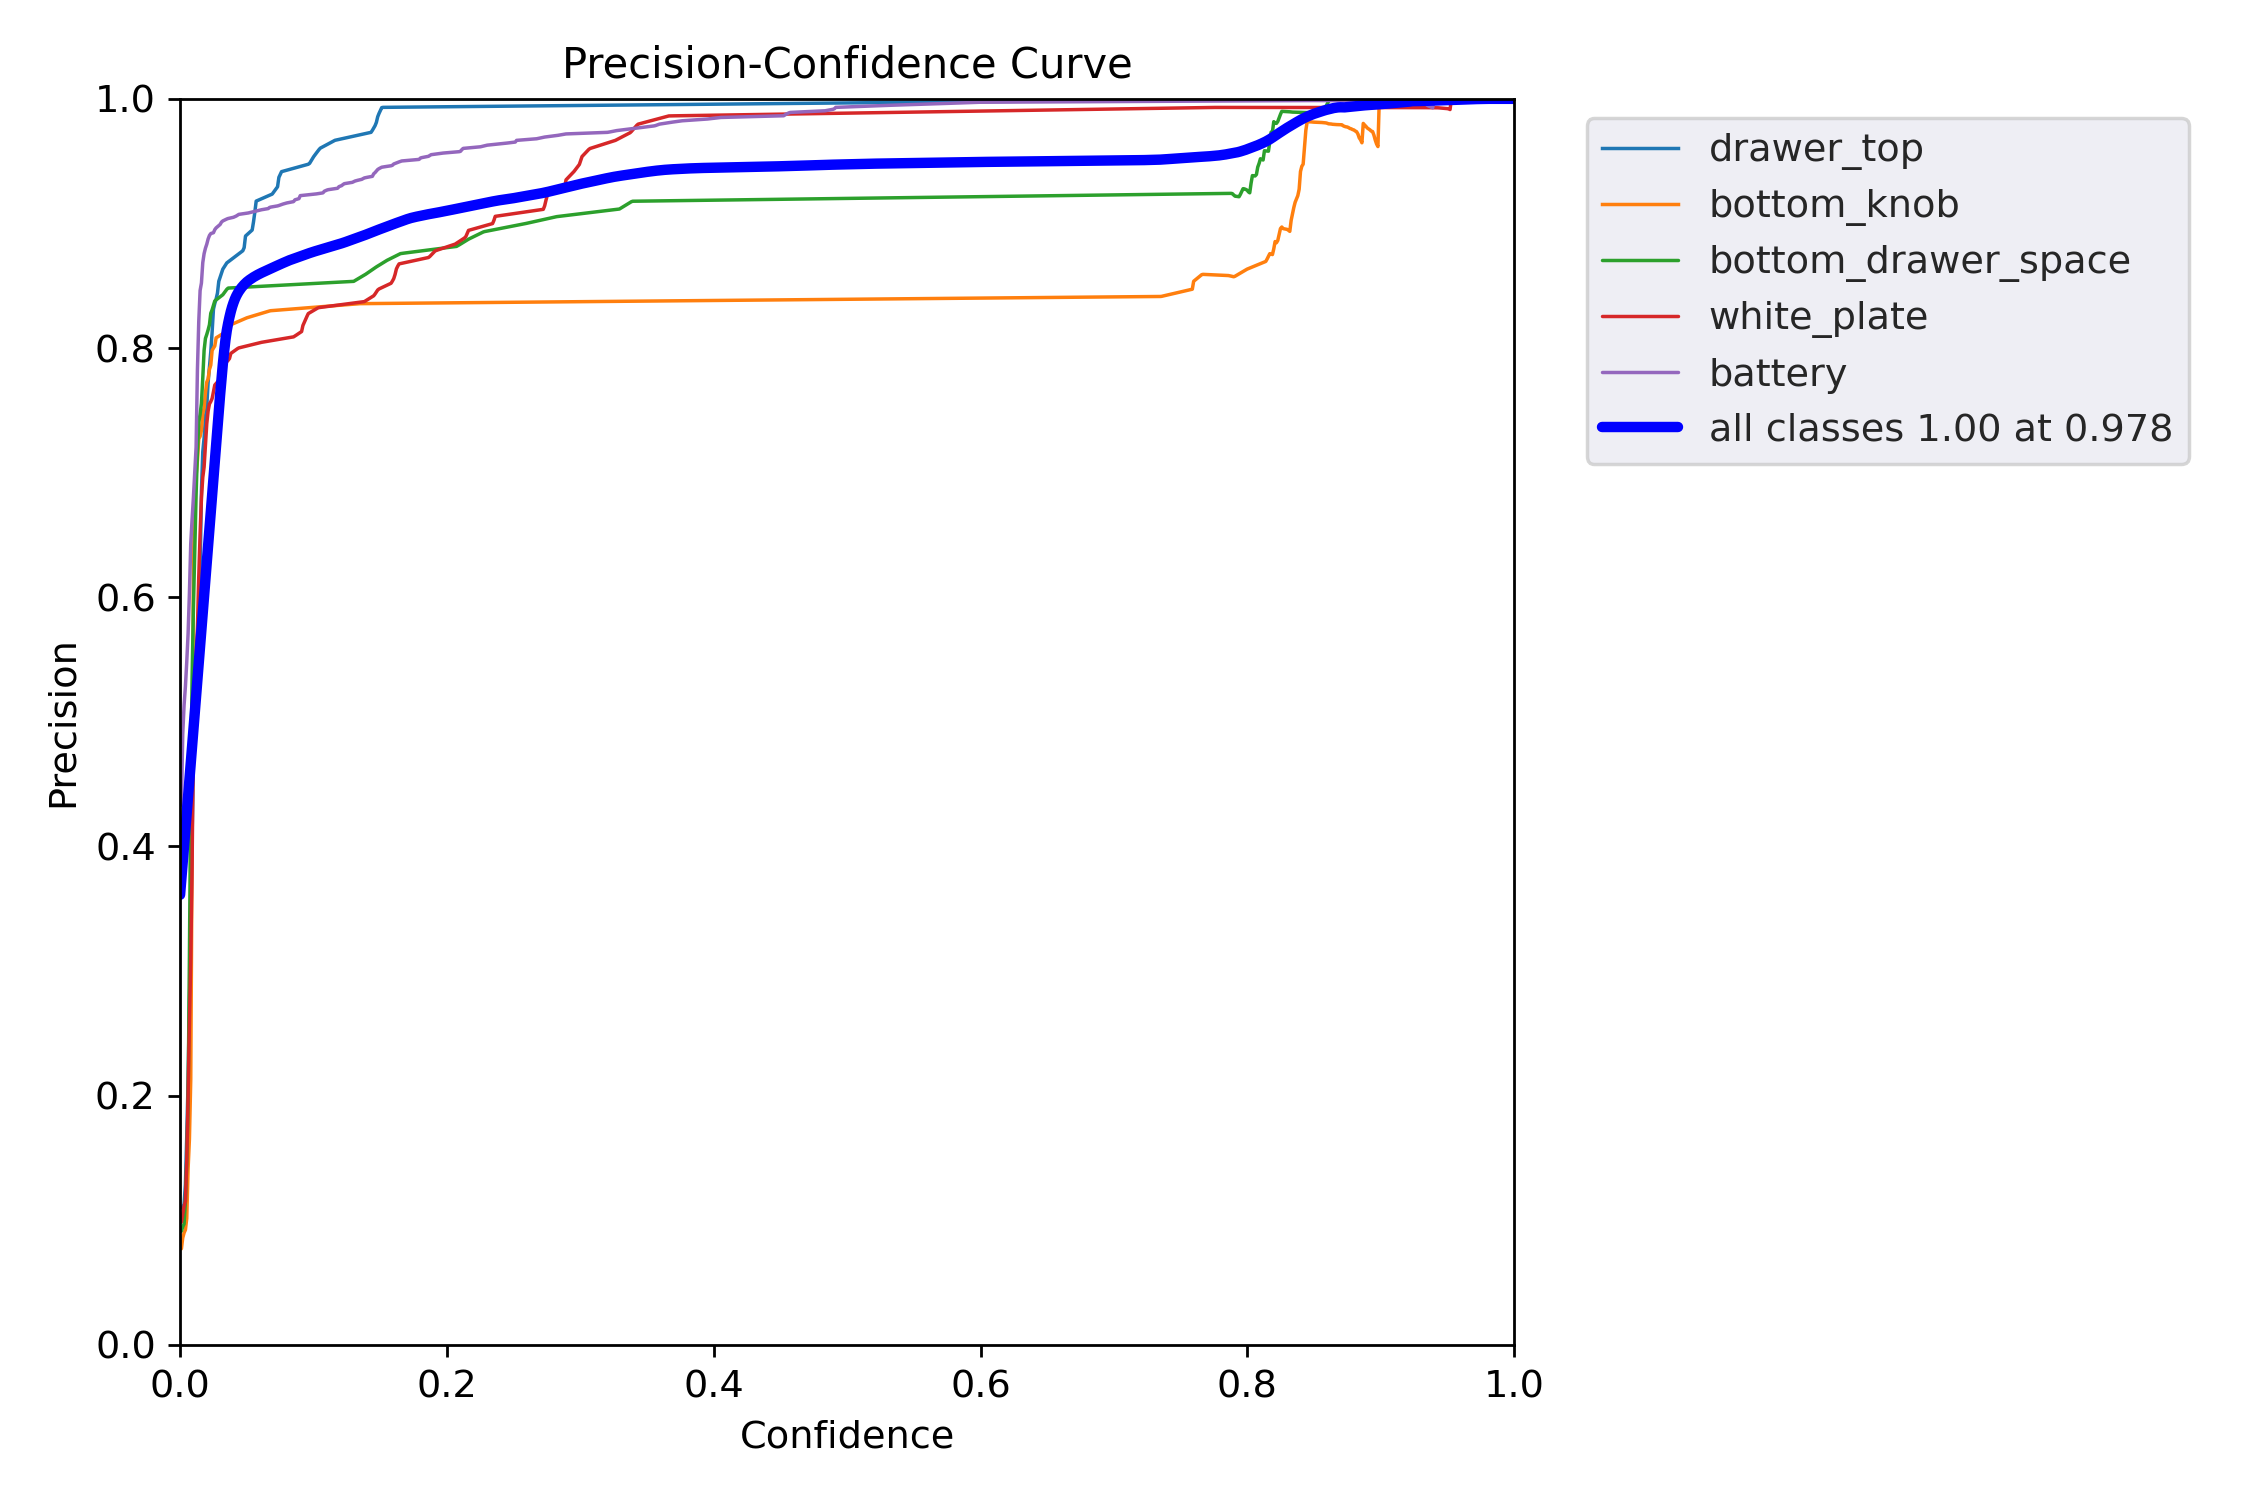 Precision-Confidence Curve
1.0
0.8
0.6
0.4
0.2
0.0
Precision
0.0 0.2 0.4 0.6 0.8 1.0
Confidence
drawer_top
bottom_knob
bottom_drawer_space
white_plate
battery
all classes 1.00 at 0.978